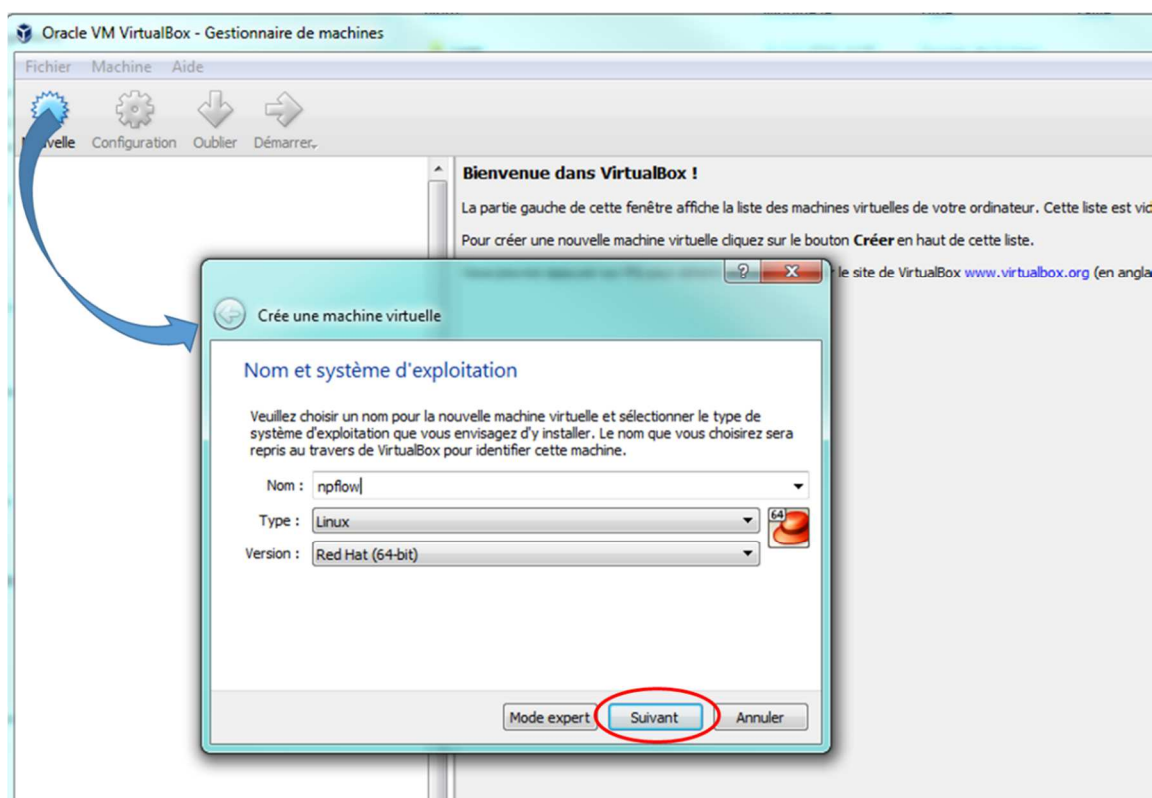 Oracle VM VirtualBox - Gestionnaire de machines
Fichier Machine Aide
Configuration Oublier Démarrer
Bienvenue dans VirtualBox !
La partie gauche de cette fenêtre affiche la liste des machines virtuelles de votre ordinateur. Cette liste est
Pour créer une nouvelle machine virtuelle cliquez sur le bouton Créer en haut de cette liste.
le site de VirtualBox www.virtualbox.org (en
Crée une machine virtuelle
Nom et système d'exploitation
Veuillez choisir un nom pour la nouvelle machine virtuelle et sélectionner le type de
système d'exploitation que vous envisagez d'y installer. Le nom que vous choisirez sera
repris au travers de VirtualBox pour identifier cette machine.
Nom : npflow
Type : Linux
64
Version : Red Hat (64-bit)
Mode expert Suivant Annuler